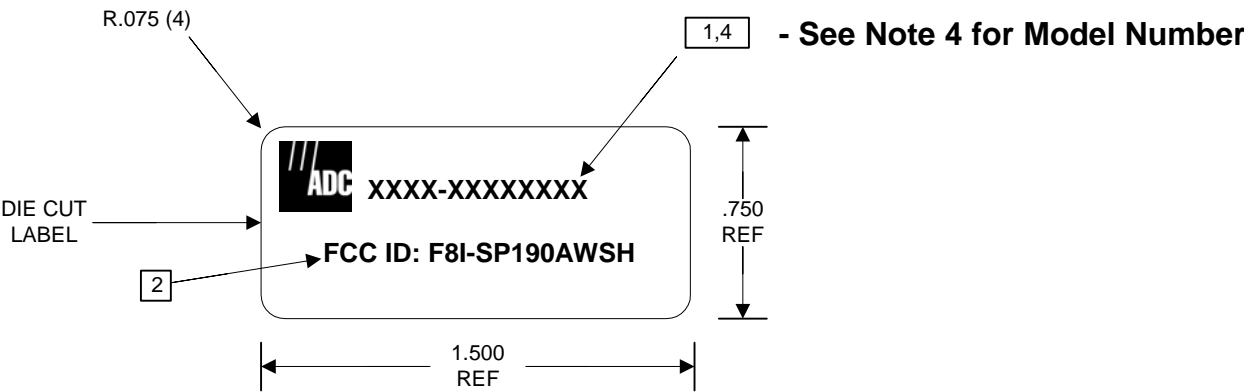 R.075 (4)
1,4 - See Note 4 for Model Number
ADC
XXXX-XXXXXXXX
DIE CUT
LABEL
.750
REF
FCC ID: F8I-SP190AWSH
2
1.500
REF